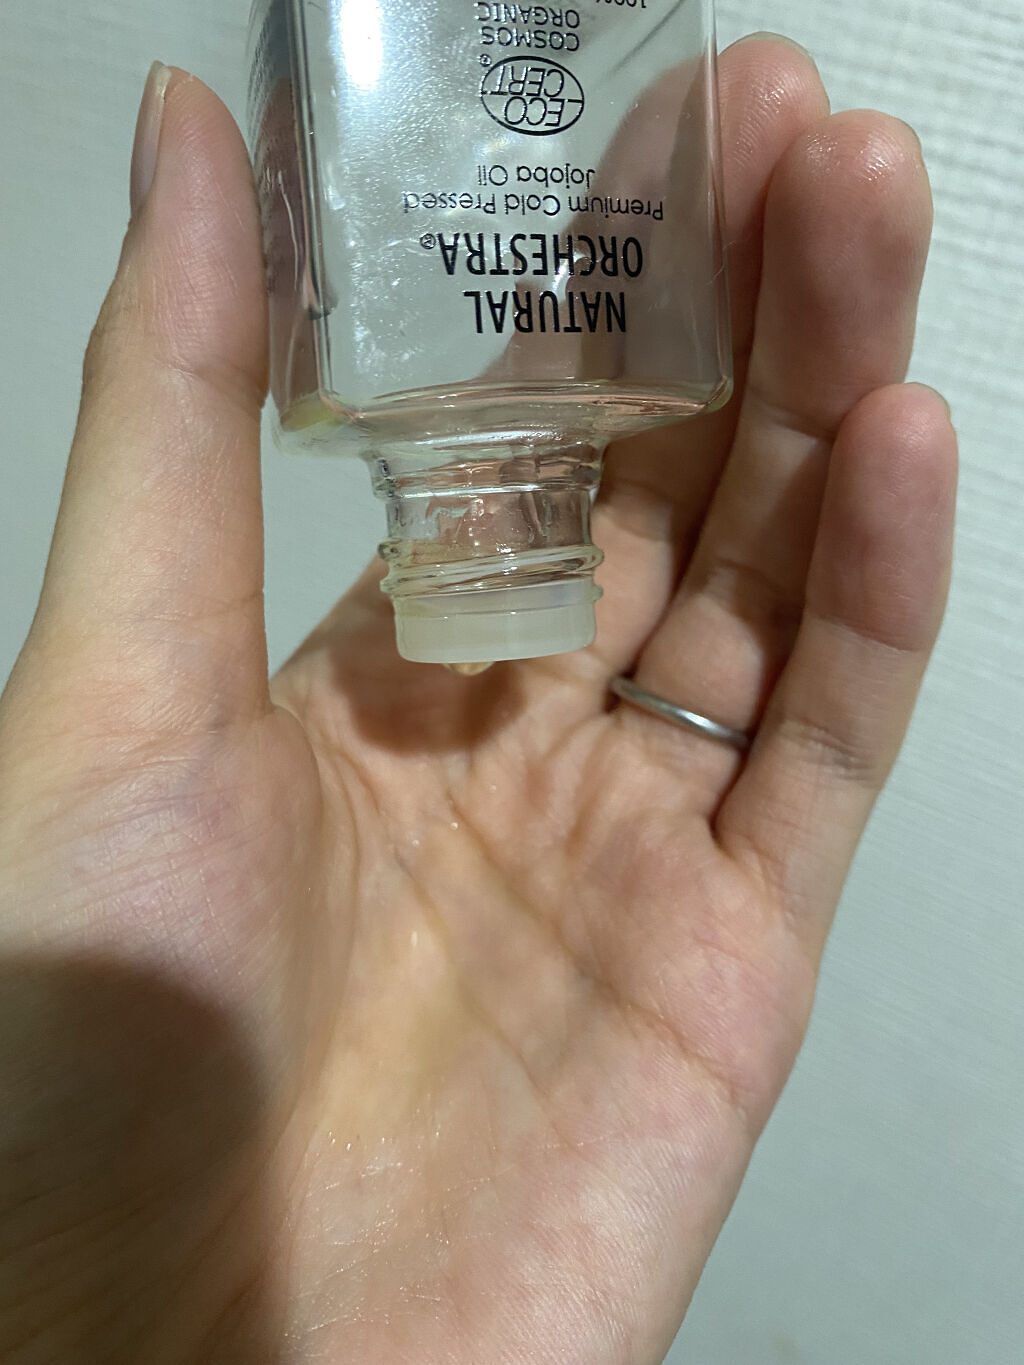 NATURAL
ORCHESTRA®
Premium Cold Pressed
Jojoba Oil
ECO
CERT®
COSMOS
ORGANIC